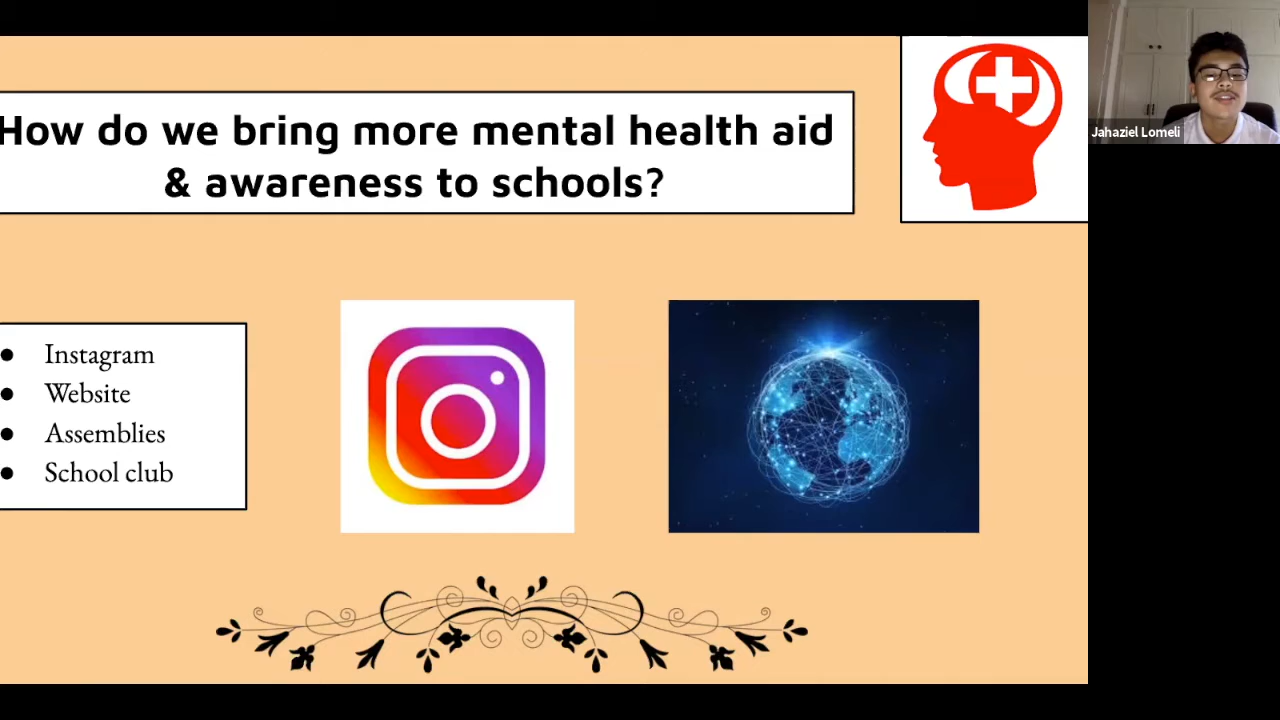 How do we bring more mental health aid
& awareness to schools?
Jahaziel Lomeli
● Instagram
● Website
● Assemblies
● School club